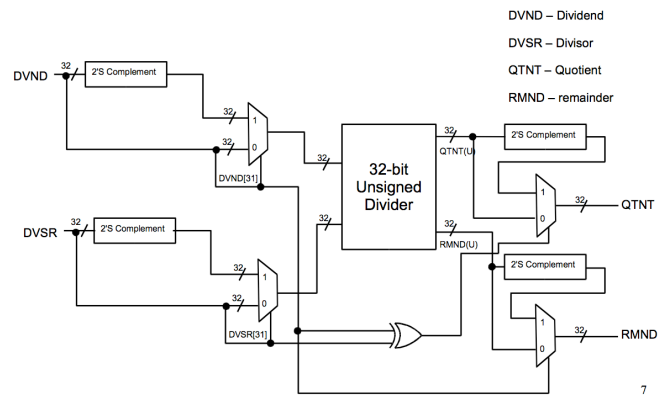 DVND – Dividend
DVSR – Divisor
QTNT – Quotient
RMND – remainder
DVND
32
2'S Complement
32
1
32
0
DVND[31]
32
32-bit
Unsigned
Divider
32
QTNT(U)
2'S Complement
1
0
32
QTNT
DVSR
32
2'S Complement
32
1
32
0
DVSR[31]
32
32
RMND(U)
2'S Complement
1
0
32
RMND
7